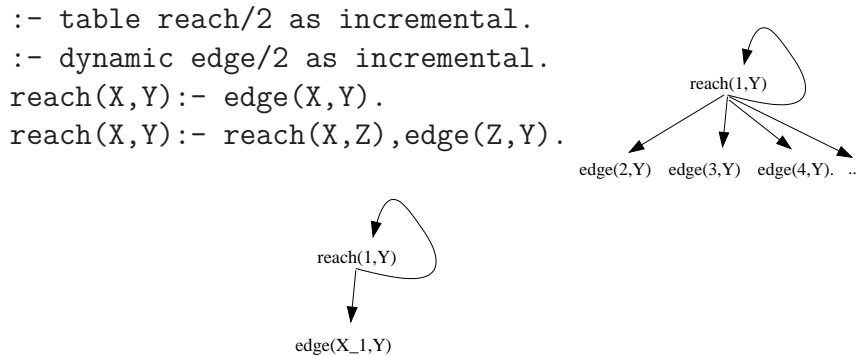 :- table reach/2 as incremental.
:- dynamic edge/2 as incremental.
reach(X,Y):- edge(X,Y).
reach(X,Y):- reach(X,Z),edge(Z,Y).
reach(1,Y)
edge(2,Y) edge(3,Y) edge(4,Y). ..
reach(1,Y)
edge(X_1,Y)